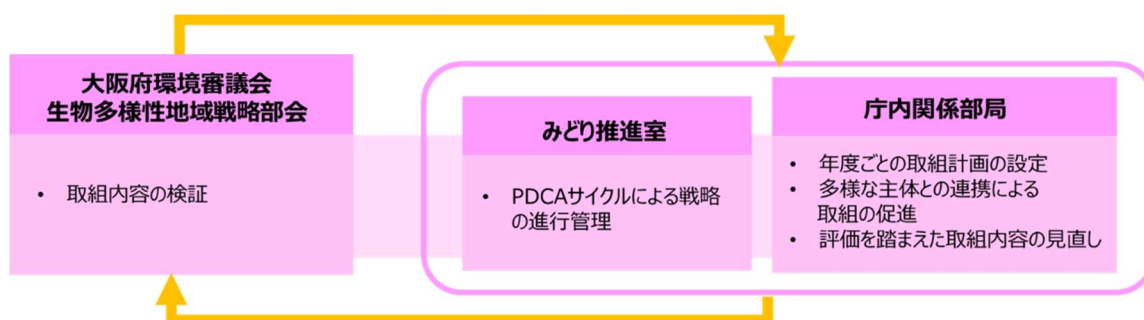 大阪府環境審議会
生物多様性地域戦略部会
• 取組内容の検証
みどり推進室
• PDCAサイクルによる戦略
の進行管理
庁内関係部局
• 年度ごとの取組計画の設定
• 多様な主体との連携による
取組の促進
• 評価を踏まえた取組内容の見直し